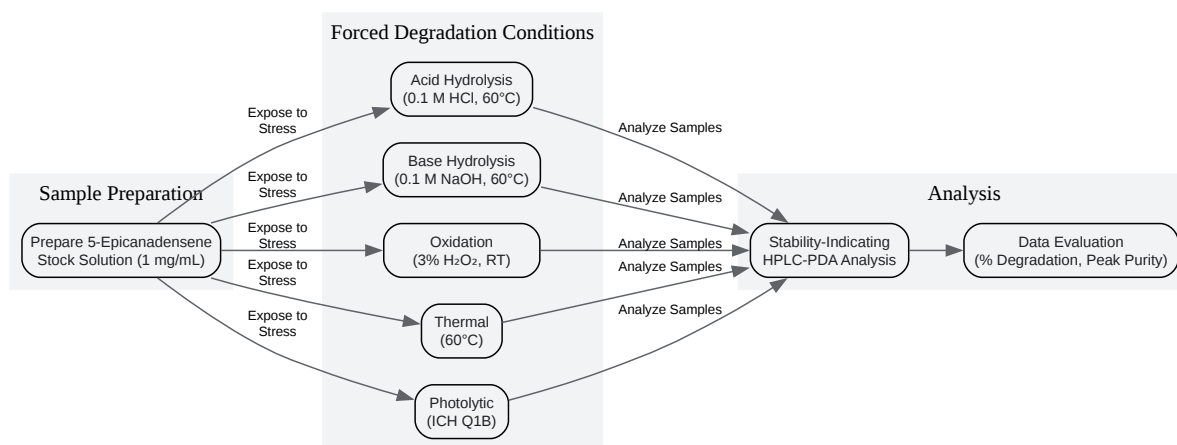 Forced Degradation Conditions
Acid Hydrolysis
(0.1 M HCl, 60°C)
Expose to
Stress
Analyze Samples
Base Hydrolysis
(0.1 M NaOH, 60°C)
Expose to
Stress
Analyze Samples
Sample Preparation
Analysis
Prepare 5-Epicanadensene
Stock Solution (1 mg/mL)
Expose to
Stress
Oxidation
(3% H₂O₂, RT)
Analyze Samples
Stability-Indicating
HPLC-PDA Analysis
Data Evaluation
(% Degradation, Peak Purity)
Expose to
Stress
Analyze Samples
Thermal
(60°C)
Expose to
Stress
Analyze Samples
Photolytic
(ICH Q1B)